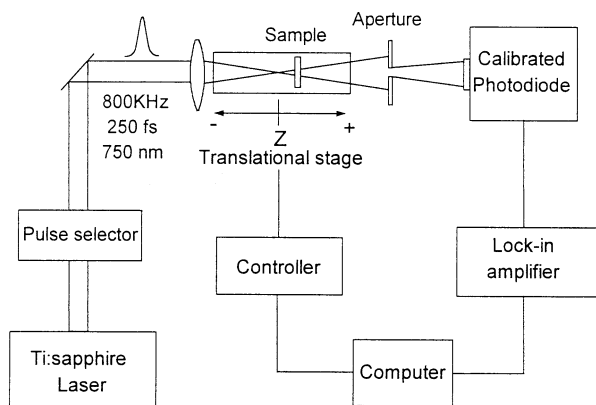 Sample
Aperture
Calibrated
Photodiode
800KHz
250 fs
750 nm
- +
Z
Translational stage
Pulse selector
Controller
Lock-in
amplifier
Ti:sapphire
Laser
Computer